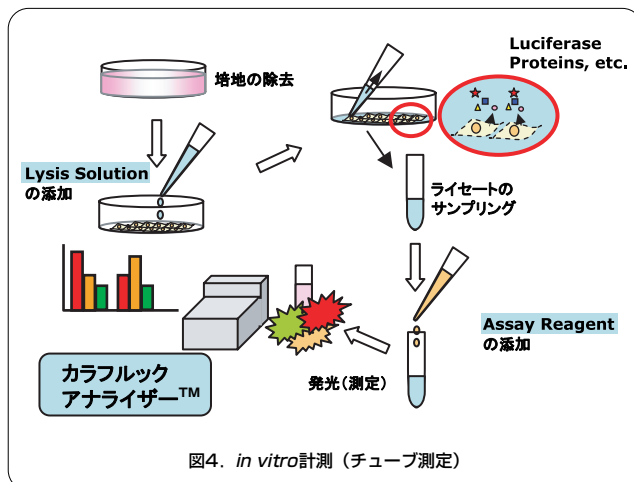 培地の除去
Luciferase
Proteins, etc.
Lysis Solution
の添加
ライセートの
サンプリング
Assay Reagent
の添加
発光(測定)
カラフルック
アナライザー™
図4. in vitro計測(チューブ測定)